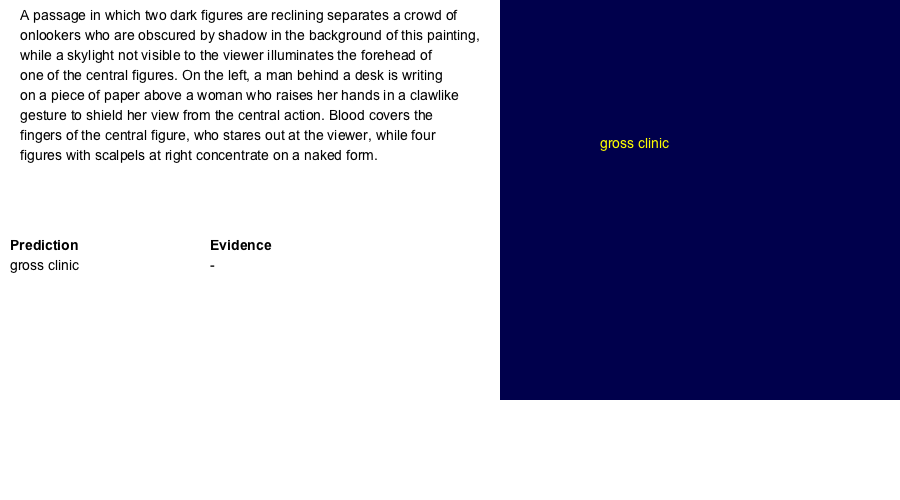 A passage in which two dark figures are reclining separates a crowd of
onlookers who are obscured by shadow in the background of this painting,
while a skylight not visible to the viewer illuminates the forehead of
one of the central figures. On the left, a man behind a desk is writing
on a piece of paper above a woman who raises her hands in a clawlike
gesture to shield her view from the central action. Blood covers the
fingers of the central figure, who stares out at the viewer, while four
figures with scalpels at right concentrate on a naked form.
gross clinic
Prediction Evidence
gross clinic -